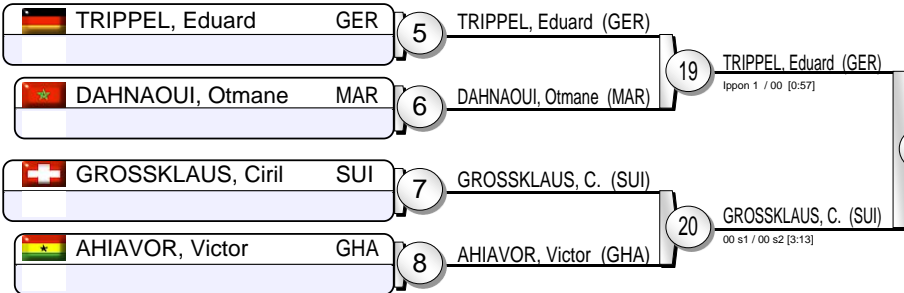 TRIPPEL, Eduard GER
5
TRIPPEL, Eduard (GER)
19
TRIPPEL, Eduard (GER)
Ippon 1 / 00 [0:57]
DAHNAOUI, Otmane MAR
6
DAHNAOUI, Otmane (MAR)
GROSSKLAUS, Ciril SUI
7
GROSSKLAUS, C. (SUI)
20
GROSSKLAUS, C. (SUI)
00 s1 / 00 s2 [3:13]
AHIAVOR, Victor GHA
8
AHIAVOR, Victor (GHA)